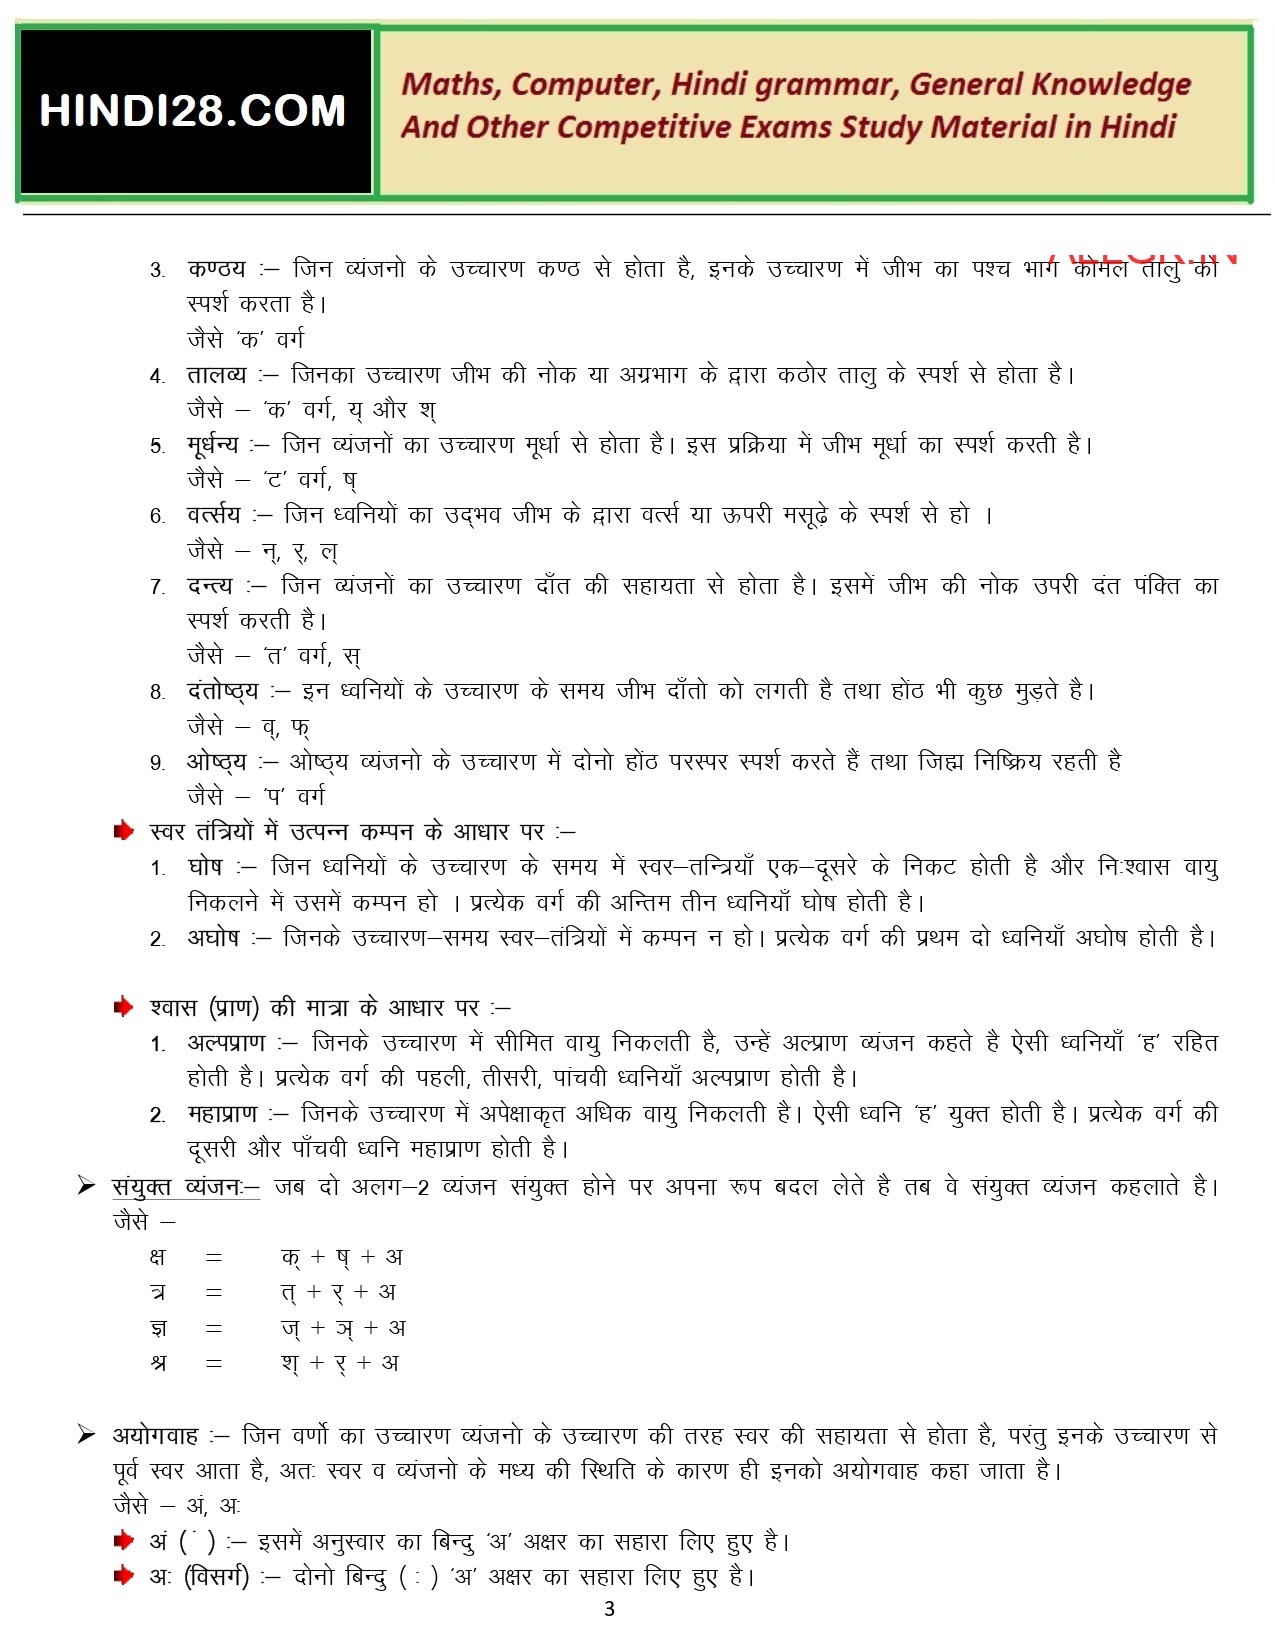 HINDI28.COM
Maths, Computer, Hindi grammar, General Knowledge
And Other Competitive Exams Study Material in Hindi
3. कण्ठय :– जिन व्यंजनो के उच्चारण कण्ठ से होता है, इनके उच्चारण में जीभ का पश्च भाग कोमल तालु को
स्पर्श करता है।
जैसे 'क' वर्ग
4. तालव्य :– जिनका उच्चारण जीभ की नोक या अग्रभाग के द्वारा कठोर तालु के स्पर्श से होता है।
जैसे – 'क' वर्ग, य् और श्
5. मूर्धन्य :– जिन व्यंजनों का उच्चारण मूर्धा से होता है। इस प्रक्रिया में जीभ मूर्धा का स्पर्श करती है।
जैसे – 'ट' वर्ग, ष्
6. वर्त्सय :– जिन ध्वनियों का उद्भव जीभ के द्वारा वर्त्स या ऊपरी मसूढ़े के स्पर्श से हो ।
जैसे – न्, र्, ल्
7. दन्त्य :– जिन व्यंजनों का उच्चारण दाँत की सहायता से होता है। इसमें जीभ की नोक उपरी दंत पंक्ति का
स्पर्श करती है।
जैसे – 'त' वर्ग, स्
8. दंतोष्ठ्य :– इन ध्वनियों के उच्चारण के समय जीभ दाँतो को लगती है तथा होंठ भी कुछ मुड़ते है।
जैसे – व्, फ्
9. ओष्ठ्य :– ओष्ठ्य व्यंजनो के उच्चारण में दोनो होंठ परस्पर स्पर्श करते हैं तथा जिह्म निष्क्रिय रहती है
जैसे – 'प' वर्ग
स्वर तंत्रियों में उत्पन्न कम्पन के आधार पर :–
1. घोष :– जिन ध्वनियों के उच्चारण के समय में स्वर–तन्त्रियाँ एक–दूसरे के निकट होती है और निःश्वास वायु
निकलने में उसमें कम्पन हो । प्रत्येक वर्ग की अन्तिम तीन ध्वनियाँ घोष होती है।
2. अघोष :– जिनके उच्चारण–समय स्वर–तंत्रियों में कम्पन न हो। प्रत्येक वर्ग की प्रथम दो ध्वनियाँ अघोष होती है।
श्वास (प्राण) की मात्रा के आधार पर :–
1. अल्पप्राण :– जिनके उच्चारण में सीमित वायु निकलती है, उन्हें अल्प्राण व्यंजन कहते है ऐसी ध्वनियाँ 'ह' रहित
होती है। प्रत्येक वर्ग की पहली, तीसरी, पांचवी ध्वनियाँ अल्पप्राण होती है।
2. महाप्राण :– जिनके उच्चारण में अपेक्षाकृत अधिक वायु निकलती है। ऐसी ध्वनि 'ह' युक्त होती है। प्रत्येक वर्ग की
दूसरी और पाँचवी ध्वनि महाप्राण होती है।
संयुक्त व्यंजन:– जब दो अलग–2 व्यंजन संयुक्त होने पर अपना रूप बदल लेते है तब वे संयुक्त व्यंजन कहलाते है।
जैसे –
क्ष = क् + ष् + अ
त्र = त् + र् + अ
ज्ञ = ज् + ञ् + अ
श्र = श् + र् + अ
अयोगवाह :– जिन वर्णो का उच्चारण व्यंजनो के उच्चारण की तरह स्वर की सहायता से होता है, परंतु इनके उच्चारण से
पूर्व स्वर आता है, अतः स्वर व व्यंजनो के मध्य की स्थिति के कारण ही इनको अयोगवाह कहा जाता है।
जैसे – अं, अः
अं ( ˙ ) :– इसमें अनुस्वार का बिन्दु 'अ' अक्षर का सहारा लिए हुए है।
अः (विसर्ग) :– दोनो बिन्दु ( : ) 'अ' अक्षर का सहारा लिए हुए है।
3